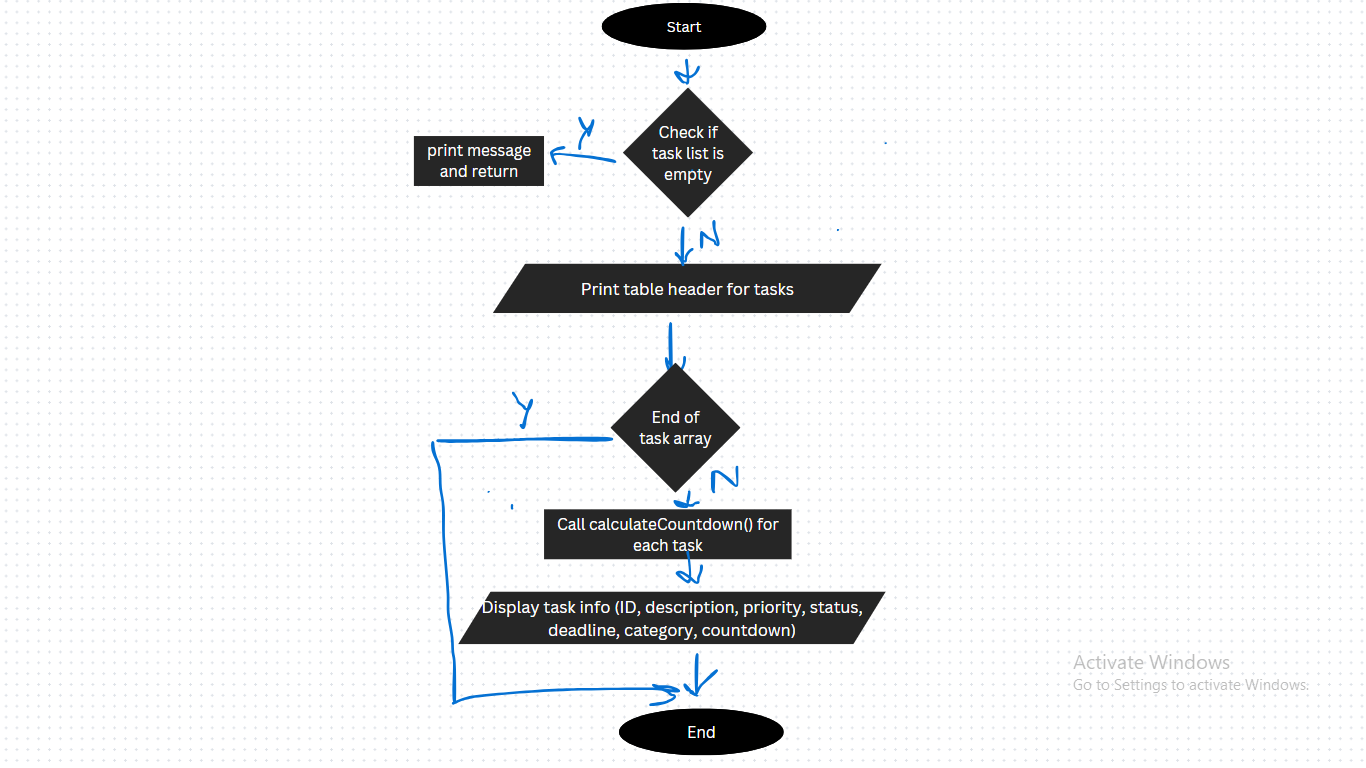 Start
Check if
task list is
empty
Y
print message
and return
N
Print table header for tasks
End of
task array
Y
N
Call calculateCountdown() for
each task
Display task info (ID, description, priority, status,
deadline, category, countdown)
End
Activate Windows
Go to Settings to activate Windows.